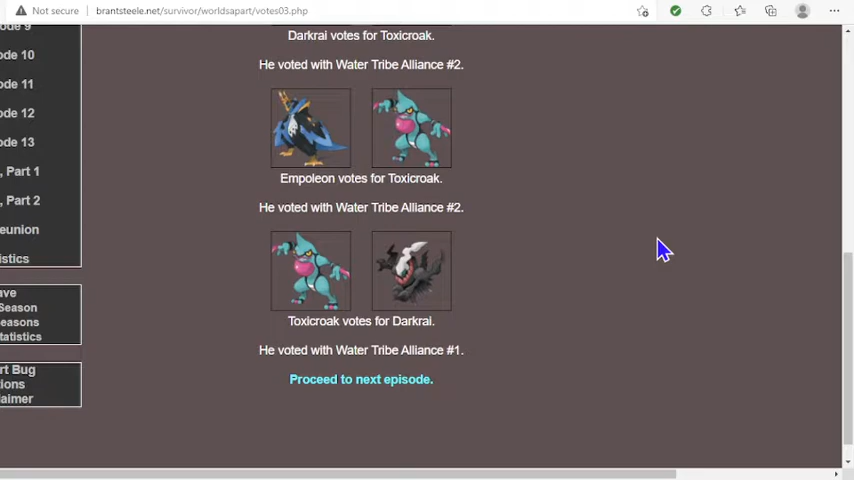 Not secure | brantsteele.net/survivor/worldsapart/votes03.php
ode 9
ode 10
ode 11
ode 12
ode 13
, Part 1
, Part 2
eunion
istics
ave
Season
easons
tatistics
rt Bug
tions
laimer
Darkrai votes for Toxicroak.
He voted with Water Tribe Alliance #2.
Empoleon votes for Toxicroak.
He voted with Water Tribe Alliance #2.
Toxicroak votes for Darkrai.
He voted with Water Tribe Alliance #1.
Proceed to next episode.